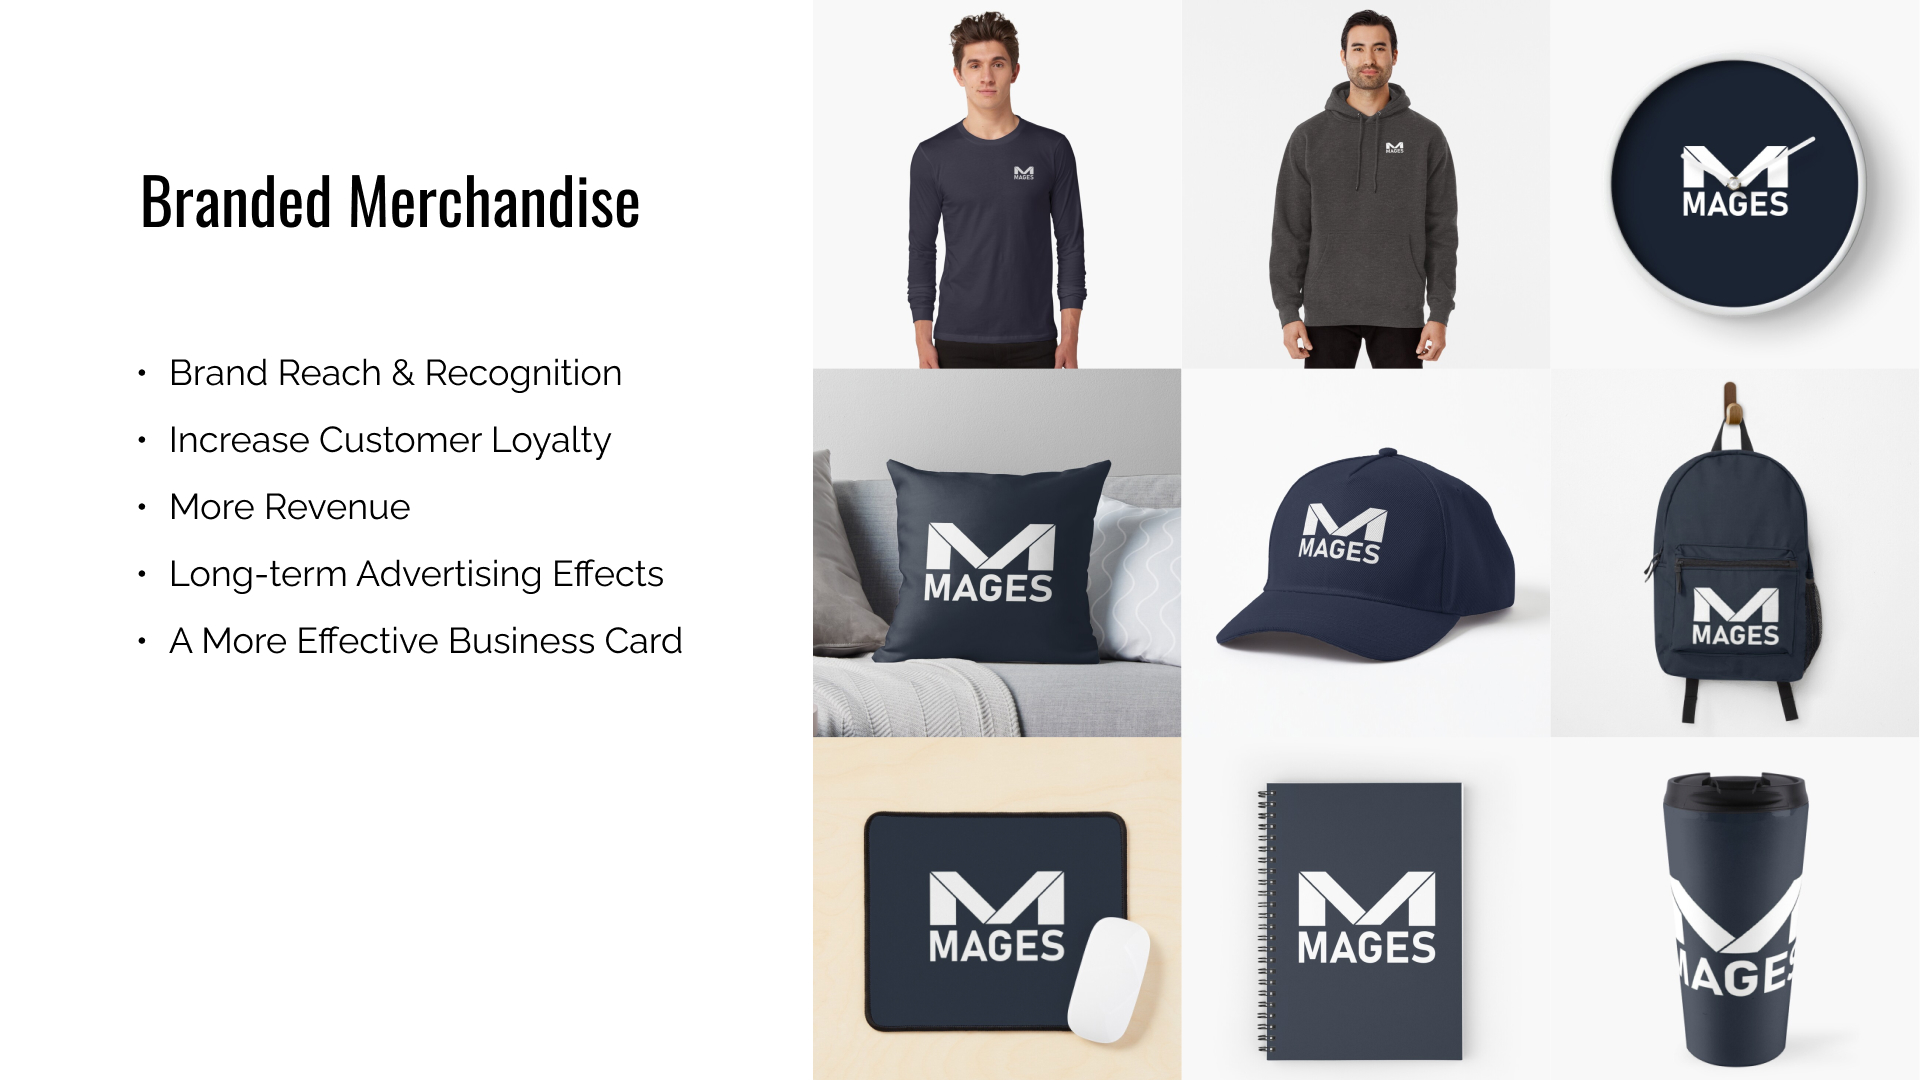 Branded Merchandise
• Brand Reach & Recognition
• Increase Customer Loyalty
• More Revenue
• Long-term Advertising Effects
• A More Effective Business Card
MAGES
MAGES
MAGES
MAGES
MAGES
MAGES
MAGES
MAGES
MAGES